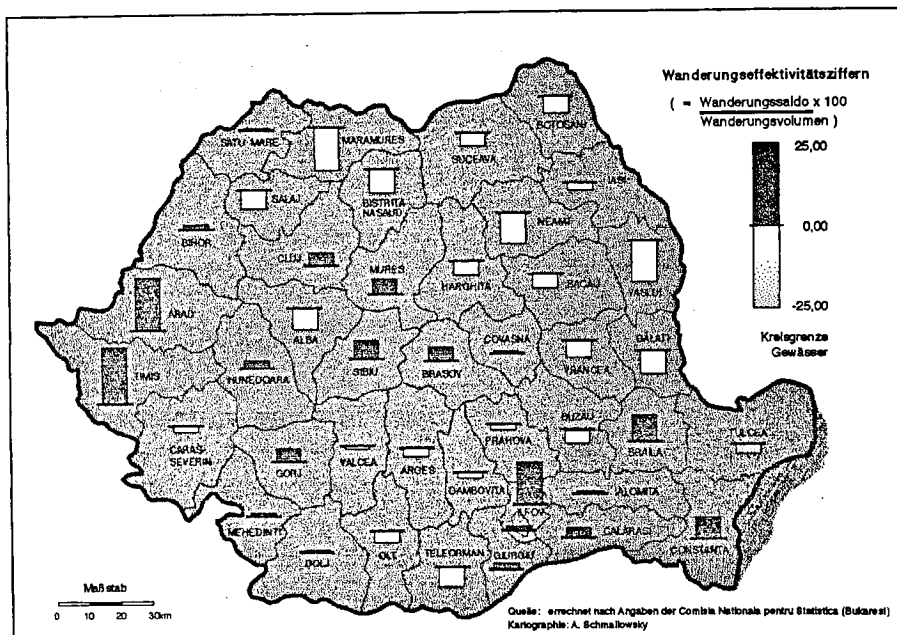 Wanderungseffektivitätsziffern
( = Wanderungssaldo x 100
Wanderungsvolumen )
25,00
0,00
-25,00
Kreisgrenze
Gewässer
BOTOSANI
SATU MARE
MARAMURES
SUCEAVA
IASI
SALAJ
BISTRITA
NASAUD
NEAMT
BIHOR
CLUJ
MURES
HARGHITA
BACAU
VASLUI
ARAD
ALBA
COVASNA
GALATI
TIMIS
HUNEDOARA
SIBIU
BRASOV
VRANCEA
CARAS-
SEVERIN
GORJ
VALCEA
ARGES
PRAHOVA
BUZAU
BRAILA
TULCEA
DAMBOVITA
ILFOV
IALOMITA
MEHEDINTI
DOLJ
OLT
TELEORMAN
GIURGIU
CALARASI
CONSTANTA
Maßstab
0 10 20 30km
Quelle: errechnet nach Angaben der Comisia Nationala pentru Statistica (Bukarest)
Kartographie: A. Schmallowsky